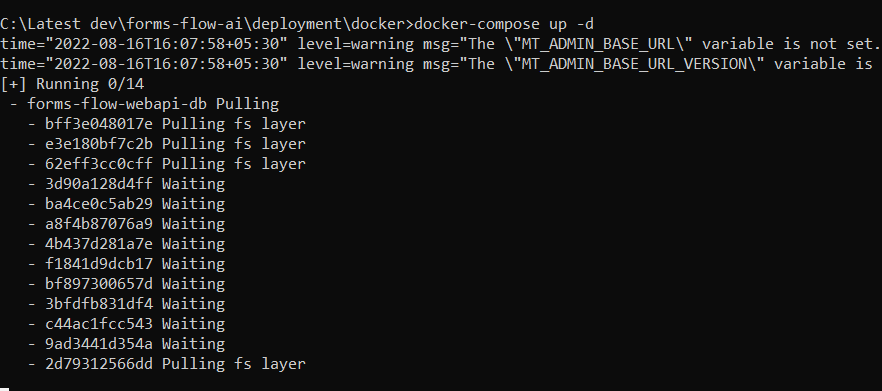 C:\Latest dev\forms-flow-ai\deployment\docker>docker-compose up -d
time="2022-08-16T16:07:58+05:30" level=warning msg="The \"MT_ADMIN_BASE_URL\" variable is not set.
time="2022-08-16T16:07:58+05:30" level=warning msg="The \"MT_ADMIN_BASE_URL_VERSION\" variable is
[+] Running 0/14
- forms-flow-webapi-db Pulling
- bff3e048017e Pulling fs layer
- e3e180bf7c2b Pulling fs layer
- 62eff3cc0cff Pulling fs layer
- 3d90a128d4ff Waiting
- ba4ce0c5ab29 Waiting
- a8f4b87076a9 Waiting
- 4b437d281a7e Waiting
- f1841d9dcb17 Waiting
- bf897300657d Waiting
- 3bfdfb831df4 Waiting
- c44ac1fcc543 Waiting
- 9ad3441d354a Waiting
- 2d79312566dd Pulling fs layer